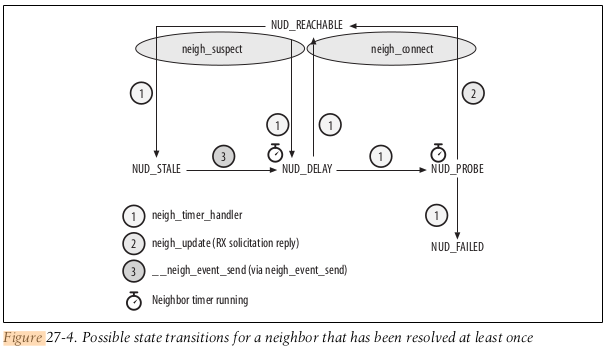 NUD_REACHABLE
neigh_suspect
neigh_connect
1
2
1
1
3
1
NUD_STALE
NUD_DELAY
NUD_PROBE
1
NUD_FAILED
1 neigh_timer_handler
2 neigh_update (RX solicitation reply)
3 __neigh_event_send (via neigh_event_send)
Neighbor timer running
Figure 27-4. Possible state transitions for a neighbor that has been resolved at least once